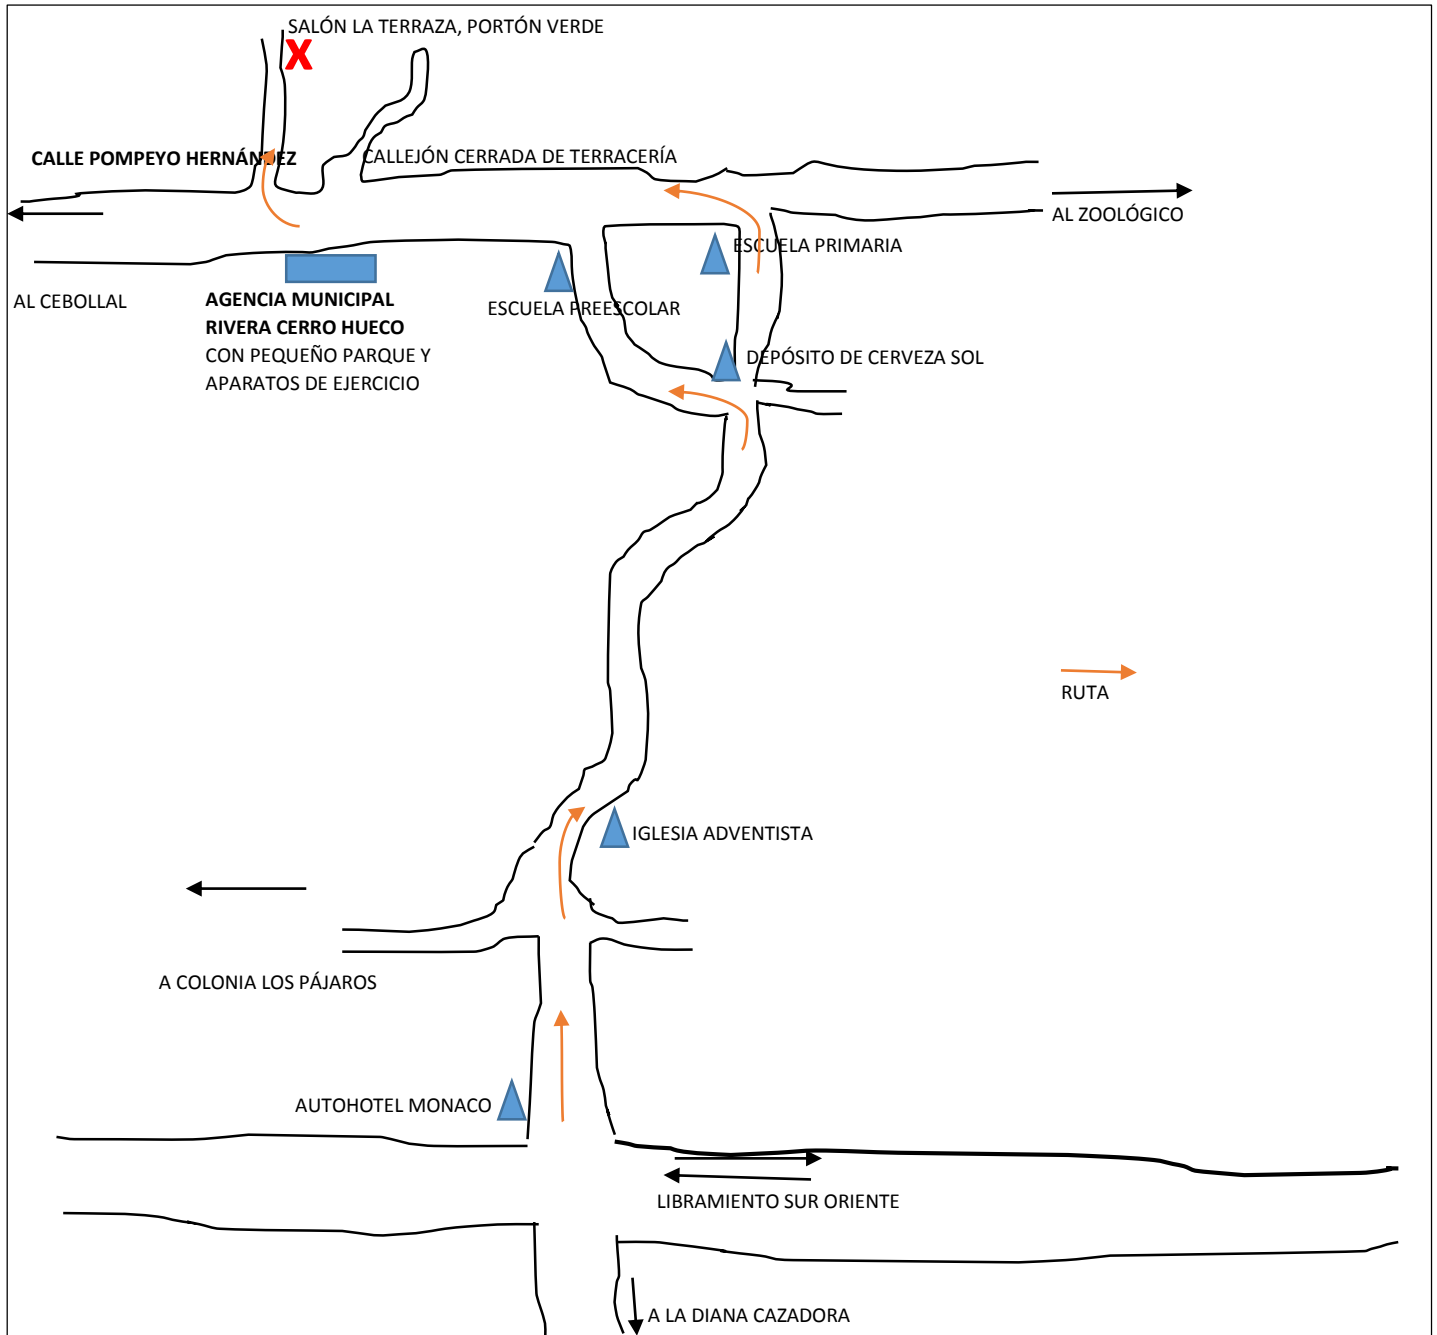 SALÓN LA TERRAZA, PORTÓN VERDE
X
CALLE POMPEYO HERNÁNDEZ
CALLEJÓN CERRADA DE TERRACERÍA
AL ZOOLÓGICO
ESCUELA PRIMARIA
AL CEBOLLAL
AGENCIA MUNICIPAL
RIVERA CERRO HUECO
CON PEQUEÑO PARQUE Y
APARATOS DE EJERCICIO
ESCUELA PREESCOLAR
DEPÓSITO DE CERVEZA SOL
RUTA
IGLESIA ADVENTISTA
A COLONIA LOS PÁJAROS
AUTOHOTEL MONACO
LIBRAMIENTO SUR ORIENTE
A LA DIANA CAZADORA